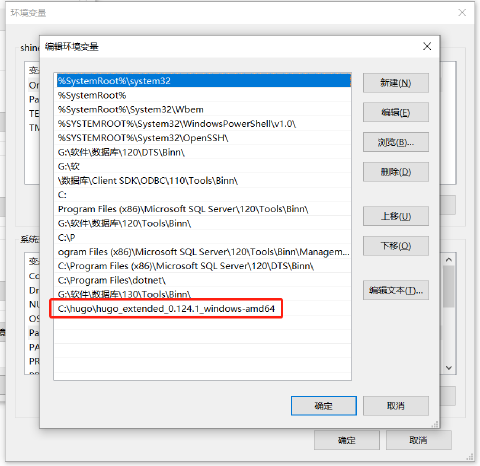 环境变量
shin
编辑环境变量
%SystemRoot%\system32
%SystemRoot%
%SystemRoot%\System32\Wbem
%SYSTEMROOT%\System32\WindowsPowerShell\v1.0\
%SYSTEMROOT%\System32\OpenSSH\
G:\软件\数据库\120\DTS\Binn\
G:\软
\数据库\Client SDK\ODBC\110\Tools\Binn\
C:
Program Files (x86)\Microsoft SQL Server\120\Tools\Binn\
G:\软件\数据库\120\Tools\Binn\
C:\P
ogram Files (x86)\Microsoft SQL Server\120\Tools\Binn\Managem...
C:\Program Files (x86)\Microsoft SQL Server\120\DTS\Binn\
C:\Program Files\dotnet\
G:\软件\数据库\130\Tools\Binn\
C:\hugo\hugo_extended_0.124.1_windows-amd64
新建(N)
编辑(E)
浏览(B)...
删除(D)
上移(U)
下移(O)
编辑文本(T)...
确定
取消
变
On
Pa
TE
TM
系统
变
Co
Dr
NU
OS
Pa
PA
PR
确定
取消